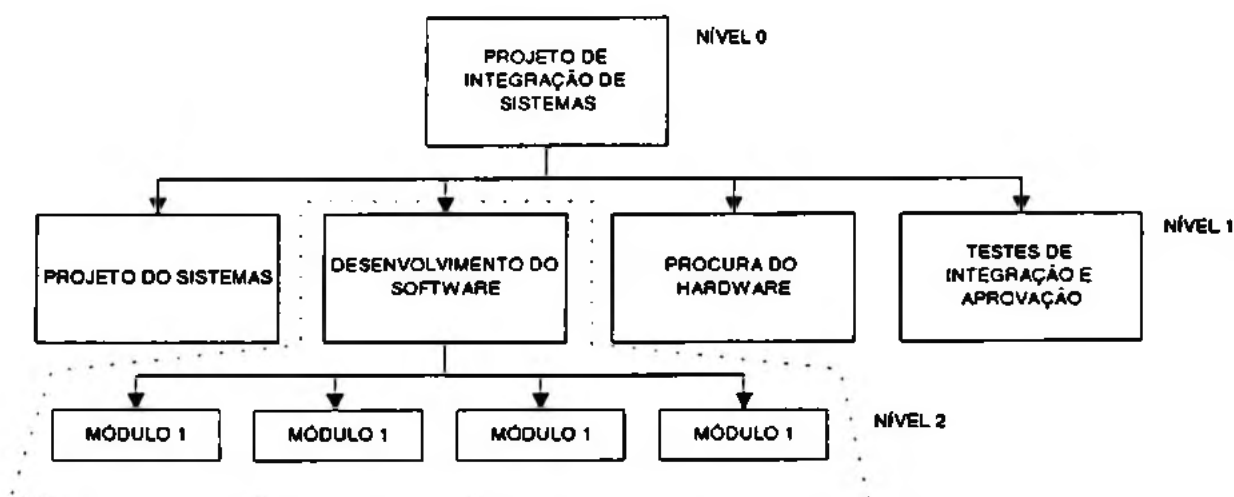 PROJETO DE
INTEGRAÇÃO DE
SISTEMAS
NÍVEL 0
PROJETO DO SISTEMAS
DESENVOLVIMENTO DO
SOFTWARE
PROCURA DO
HARDWARE
TESTES DE
INTEGRAÇÃO E
APROVAÇÃO
NÍVEL 1
MÓDULO 1
MÓDULO 1
MÓDULO 1
MÓDULO 1
NÍVEL 2